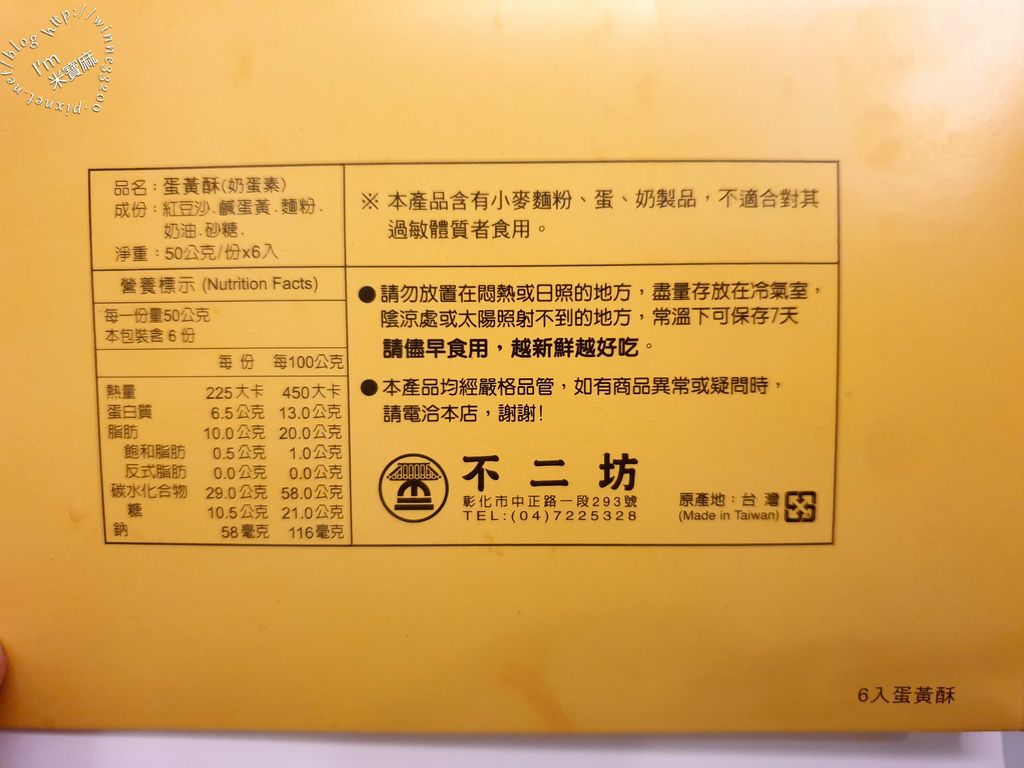 http://winne33200.pixnet.net/blog
I'm
米寶麻
品名：蛋黃酥(奶蛋素)
成份：紅豆沙､鹹蛋黃､麵粉､
奶油､砂糖､
淨重：50公克/份x6入
※ 本產品含有小麥麵粉、蛋、奶製品，不適合對其
過敏體質者食用。
營養標示 (Nutrition Facts)
每一份量50公克
本包裝含 6 份
每 份 每100公克
熱量 225大卡 450大卡
蛋白質 6.5公克 13.0公克
脂肪 10.0公克 20.0公克
飽和脂肪 0.5公克 1.0公克
反式脂肪 0.0公克 0.0公克
碳水化合物 29.0公克 58.0公克
糖 10.5公克 21.0公克
鈉 58毫克 116毫克
●請勿放置在悶熱或日照的地方，盡量存放在冷氣室，
陰涼處或太陽照射不到的地方，常溫下可保存7天
請儘早食用，越新鮮越好吃。
●本產品均經嚴格品管，如有商品異常或疑問時，
請電洽本店，謝謝!
不二坊
彰化市中正路一段293號
TEL:(04)7225328
原產地：台 灣
(Made in Taiwan)
6入蛋黃酥